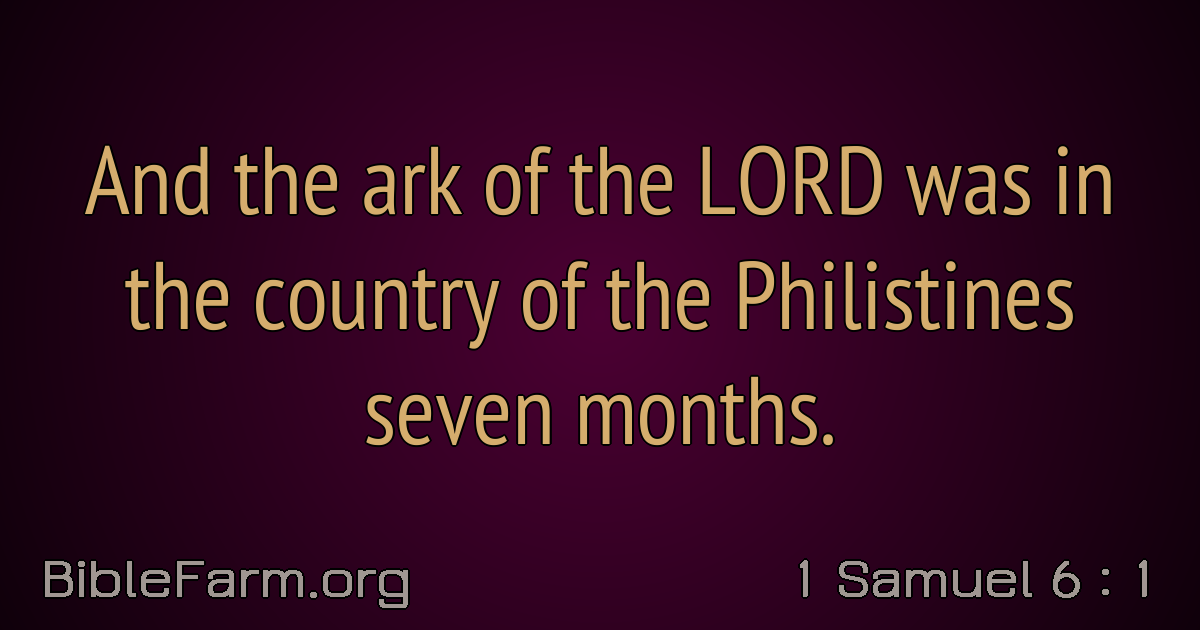 And the ark of the LORD was in
the country of the Philistines
seven months.
BibleFarm.org
1 Samuel 6 : 1